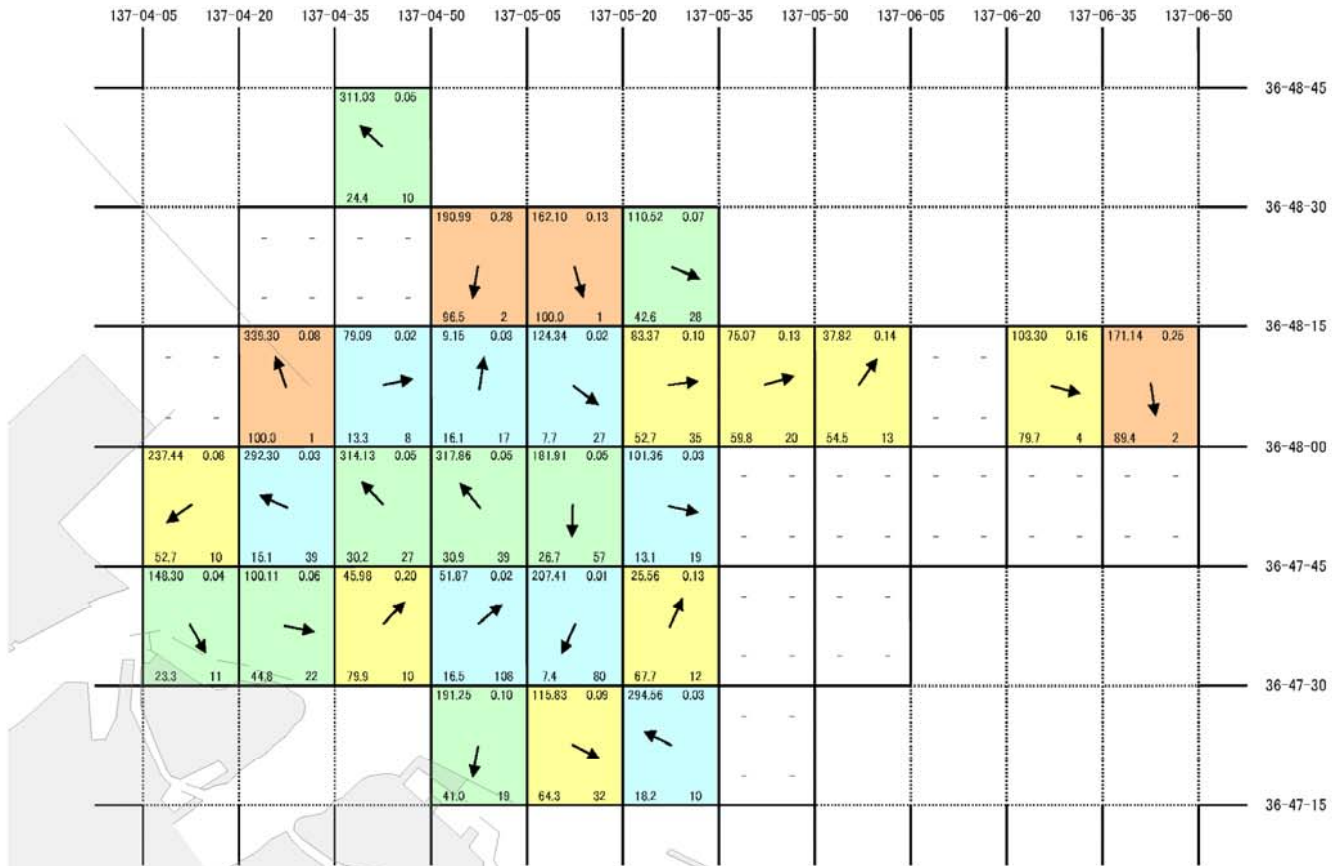 137-04-05 137-04-20 137-04-35 137-04-50 137-05-05 137-05-20 137-05-35 137-05-50 137-06-05 137-06-20 137-06-35 137-06-50
36-48-45
311.03 0.05
24.4 10
36-48-30
190.99 0.28 162.10 0.13 110.52 0.07
- - - -
- - - -
96.5 2 100.0 1 42.6 28
36-48-15
339.30 0.08 79.09 0.02 9.15 0.03 124.34 0.02 83.37 0.10 75.07 0.13 37.82 0.14 103.30 0.16 171.14 0.25
- - - -
- - - -
100.0 1 13.3 8 16.1 17 7.7 27 52.7 35 59.8 20 54.5 13 79.7 4 89.4 2
36-48-00
237.44 0.08 292.30 0.03 314.13 0.05 317.86 0.05 181.91 0.05 101.36 0.03
- - - - - - - - - -
- - - - - - - - - -
52.7 10 15.1 39 30.2 27 30.9 39 26.7 57 13.1 19
36-47-45
148.30 0.04 100.11 0.06 45.98 0.20 51.87 0.02 207.41 0.01 25.56 0.13
- - - -
- - - -
23.3 11 44.8 22 79.9 10 16.5 108 7.4 80 67.7 12
36-47-30
191.25 0.10 115.83 0.09 294.56 0.03
- -
- -
41.0 19 64.3 32 18.2 10
36-47-15